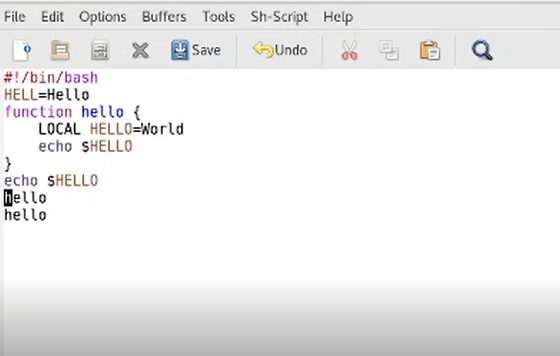 File Edit Options Buffers Tools Sh-Script Help
Save Undo
#!/bin/bash
HELL=Hello
function hello {
    LOCAL HELLO=World
    echo $HELLO
}
echo $HELLO
hello
hello